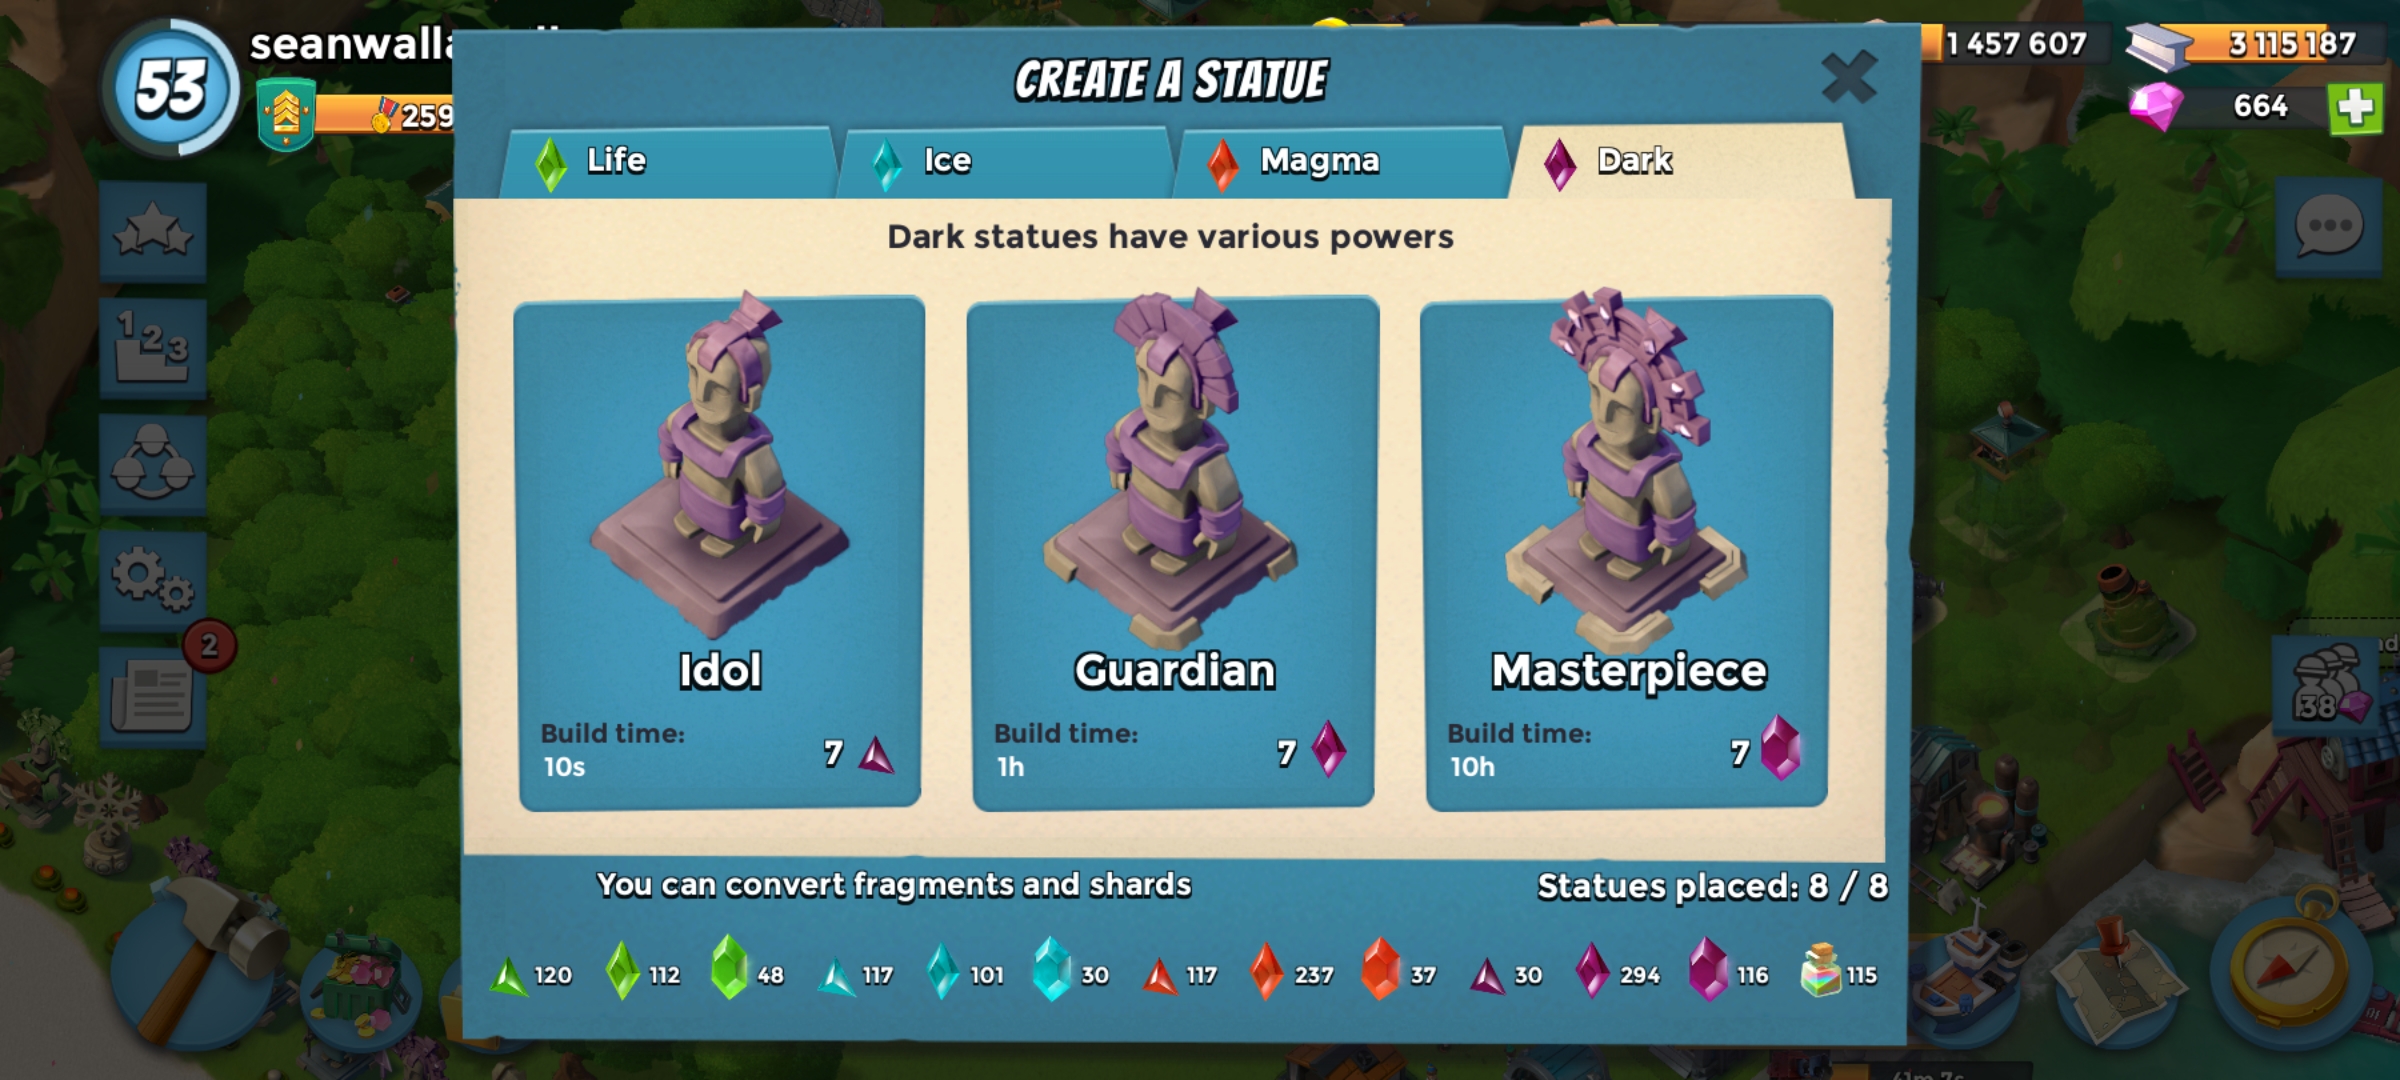 53
259
1 457 607
3 115 187
664
CREATE A STATUE
Life
Ice
Magma
Dark
Dark statues have various powers
Idol
Build time:
10s
7
Guardian
Build time:
1h
7
Masterpiece
Build time:
10h
7
You can convert fragments and shards
Statues placed: 8 / 8
120
112
48
117
101
30
117
237
37
30
294
116
115
1 2 3
2
38